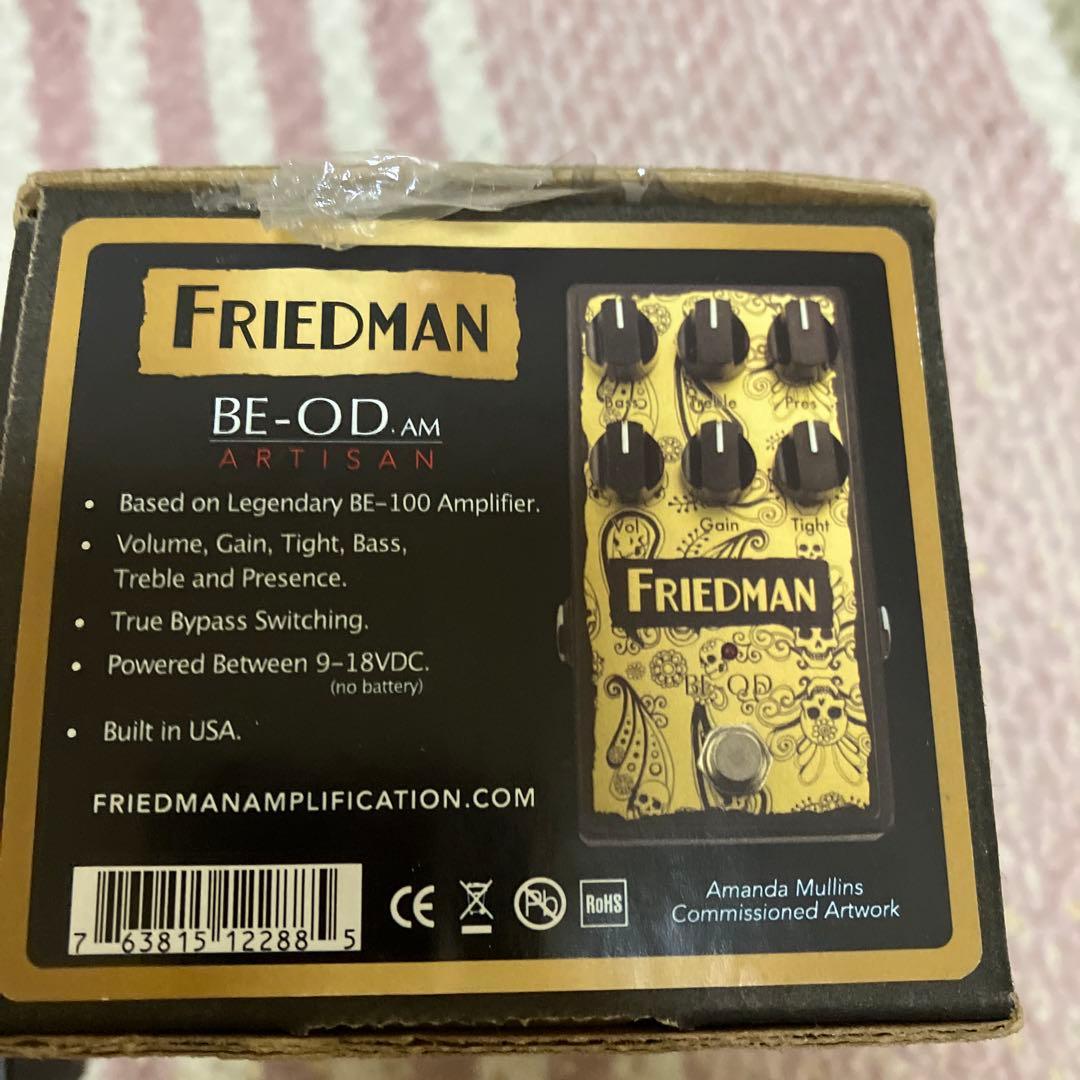 FRIEDMAN
BE-OD.AM
ARTISAN
• Based on Legendary BE-100 Amplifier.
• Volume, Gain, Tight, Bass,
Treble and Presence.
• True Bypass Switching.
• Powered Between 9-18VDC.
(no battery)
• Built in USA.
FRIEDMANAMPLIFICATION.COM
7 63815 12288 5
CE
Pb
RoHS
Bass Treble Pres
Vol Gain Tight
FRIEDMAN
BE-OD
Amanda Mullins
Commissioned Artwork